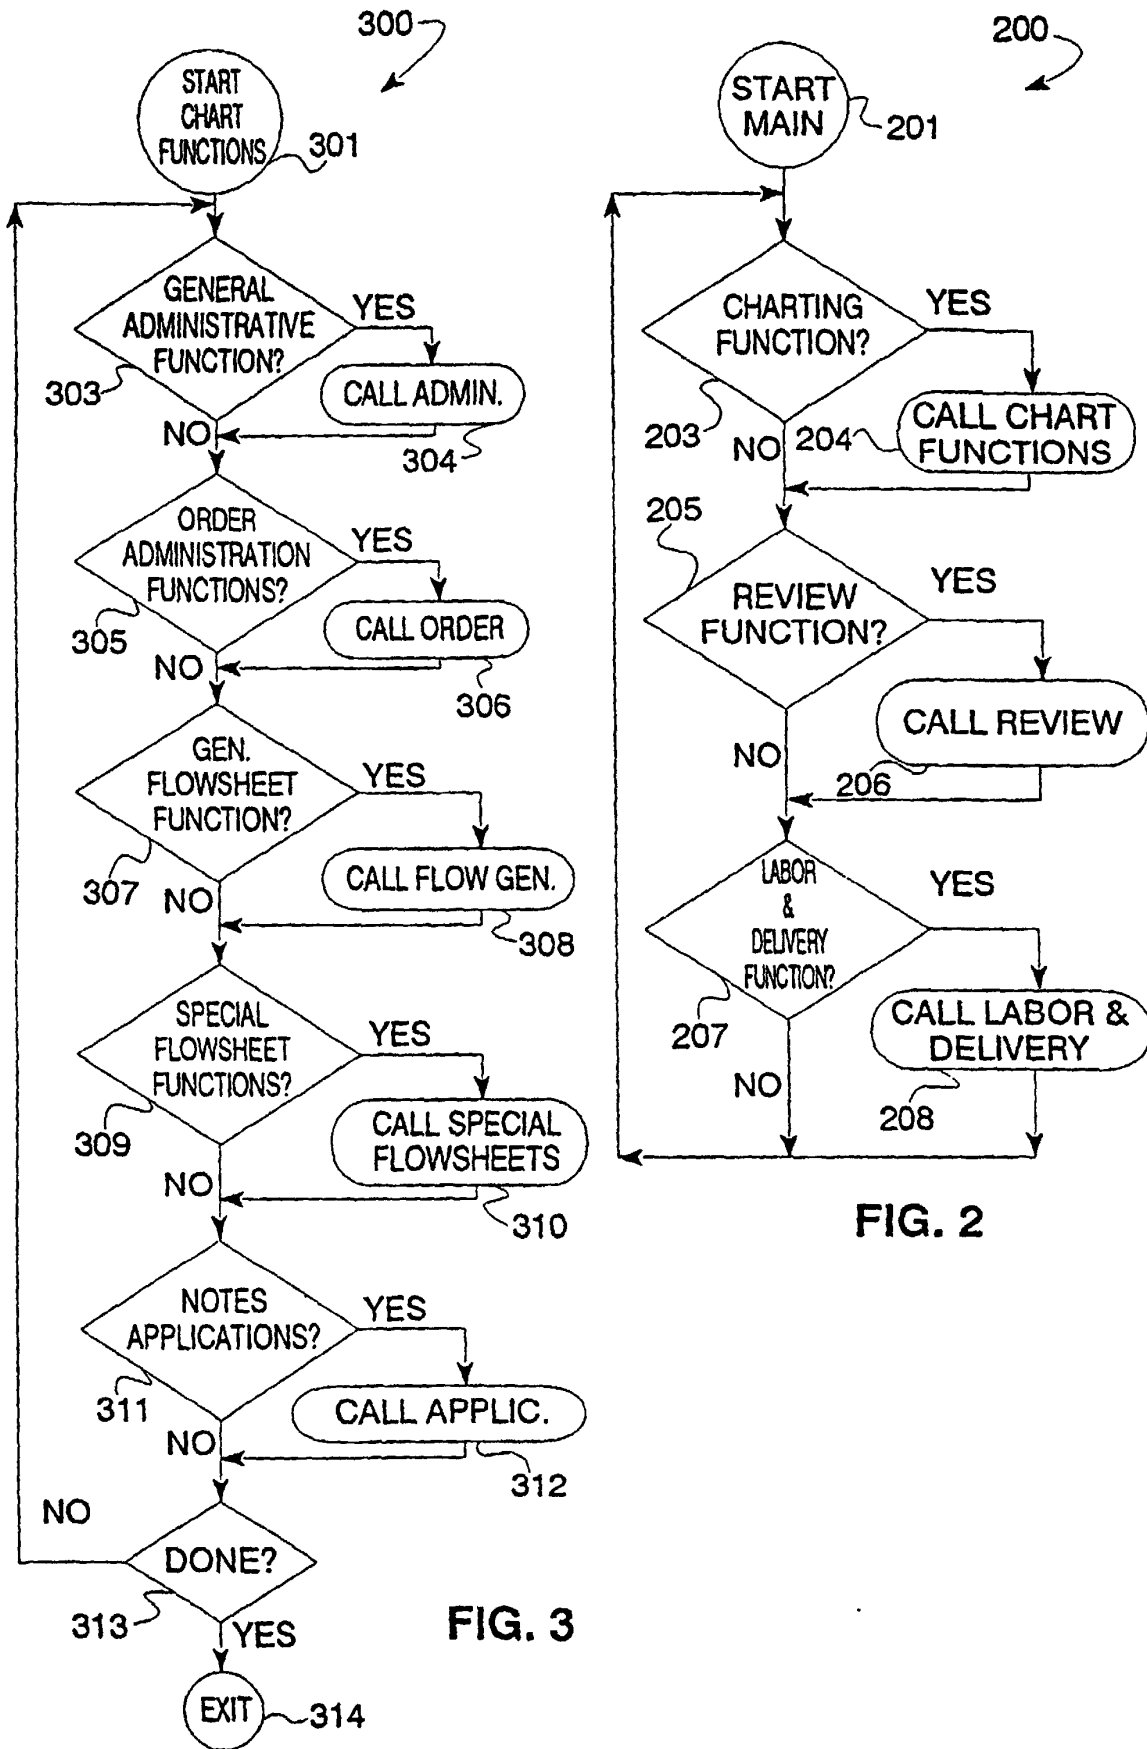 300
START
CHART
FUNCTIONS
301
GENERAL
ADMINISTRATIVE
FUNCTION?
YES
303
CALL ADMIN.
NO
304
ORDER
ADMINISTRATION
FUNCTIONS?
YES
305
CALL ORDER
NO
306
GEN.
FLOWSHEET
FUNCTION?
YES
307
CALL FLOW GEN.
NO
308
SPECIAL
FLOWSHEET
FUNCTIONS?
YES
309
CALL SPECIAL
FLOWSHEETS
NO
310
NOTES
APPLICATIONS?
YES
311
CALL APPLIC.
NO
312
NO
DONE?
313
YES
EXIT
314
FIG. 3
200
START
MAIN
201
CHARTING
FUNCTION?
YES
203
CALL CHART
FUNCTIONS
NO
204
205
REVIEW
FUNCTION?
YES
CALL REVIEW
NO
206
LABOR
&
DELIVERY
FUNCTION?
YES
207
CALL LABOR &
DELIVERY
NO
208
FIG. 2